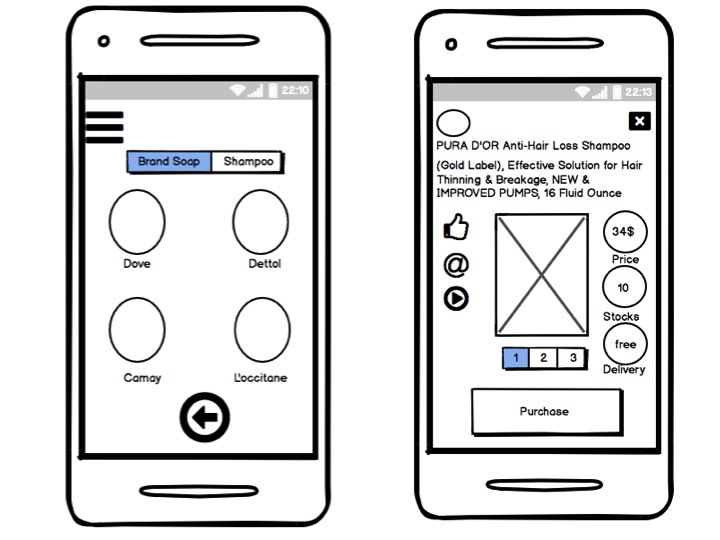 22:10
Brand Soap Shampoo
Dove Dettol
Camay L'occitane
22:13
PURA D'OR Anti-Hair Loss Shampoo
(Gold Label), Effective Solution for Hair
Thinning & Breakage, NEW &
IMPROVED PUMPS, 16 Fluid Ounce
34$
Price
@
10
Stocks
free
1 2 3
Delivery
Purchase